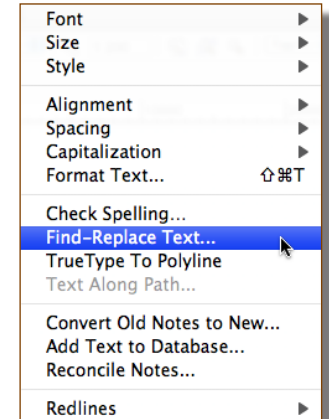 Font
Size
Style
Alignment
Spacing
Capitalization
Format Text... ⇧⌘T
Check Spelling...
Find-Replace Text...
TrueType To Polyline
Text Along Path...
Convert Old Notes to New...
Add Text to Database...
Reconcile Notes...
Redlines